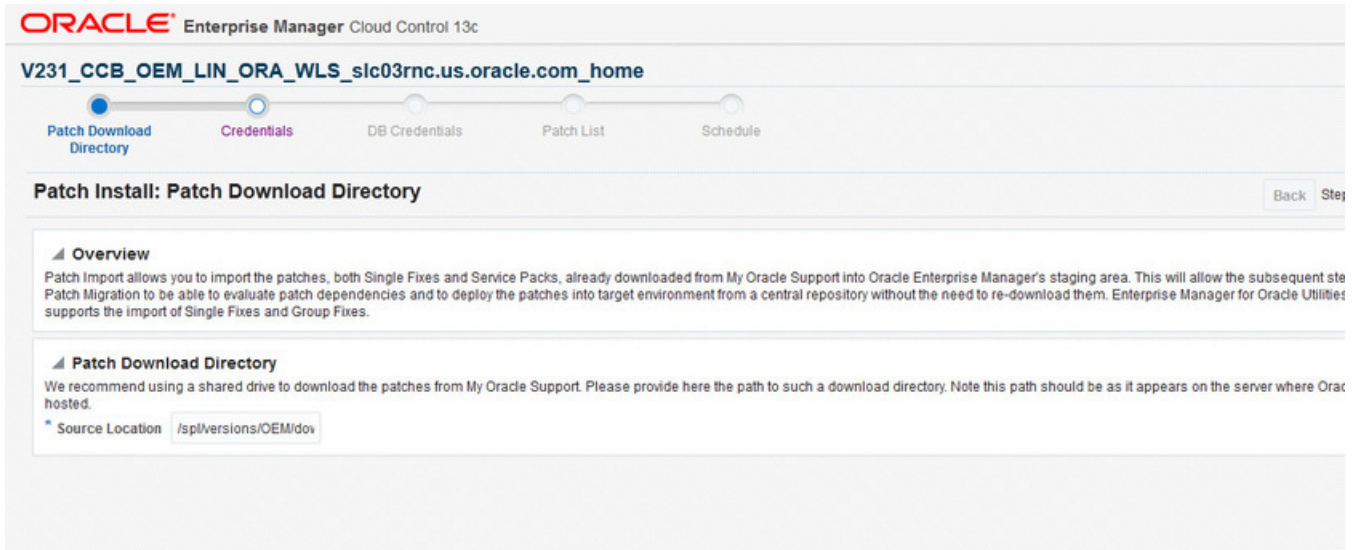 ORACLE Enterprise Manager Cloud Control 13c
V231_CCB_OEM_LIN_ORA_WLS_slc03rnc.us.oracle.com_home
Patch Download Directory
Credentials
DB Credentials
Patch List
Schedule
Patch Install: Patch Download Directory
Back Step
Overview
Patch Import allows you to import the patches, both Single Fixes and Service Packs, already downloaded from My Oracle Support into Oracle Enterprise Manager's staging area. This will allow the subsequent ste
Patch Migration to be able to evaluate patch dependencies and to deploy the patches into target environment from a central repository without the need to re-download them. Enterprise Manager for Oracle Utilities
supports the import of Single Fixes and Group Fixes.
Patch Download Directory
We recommend using a shared drive to download the patches from My Oracle Support. Please provide here the path to such a download directory. Note this path should be as it appears on the server where Orac
hosted.
* Source Location /spl/versions/OEM/dov